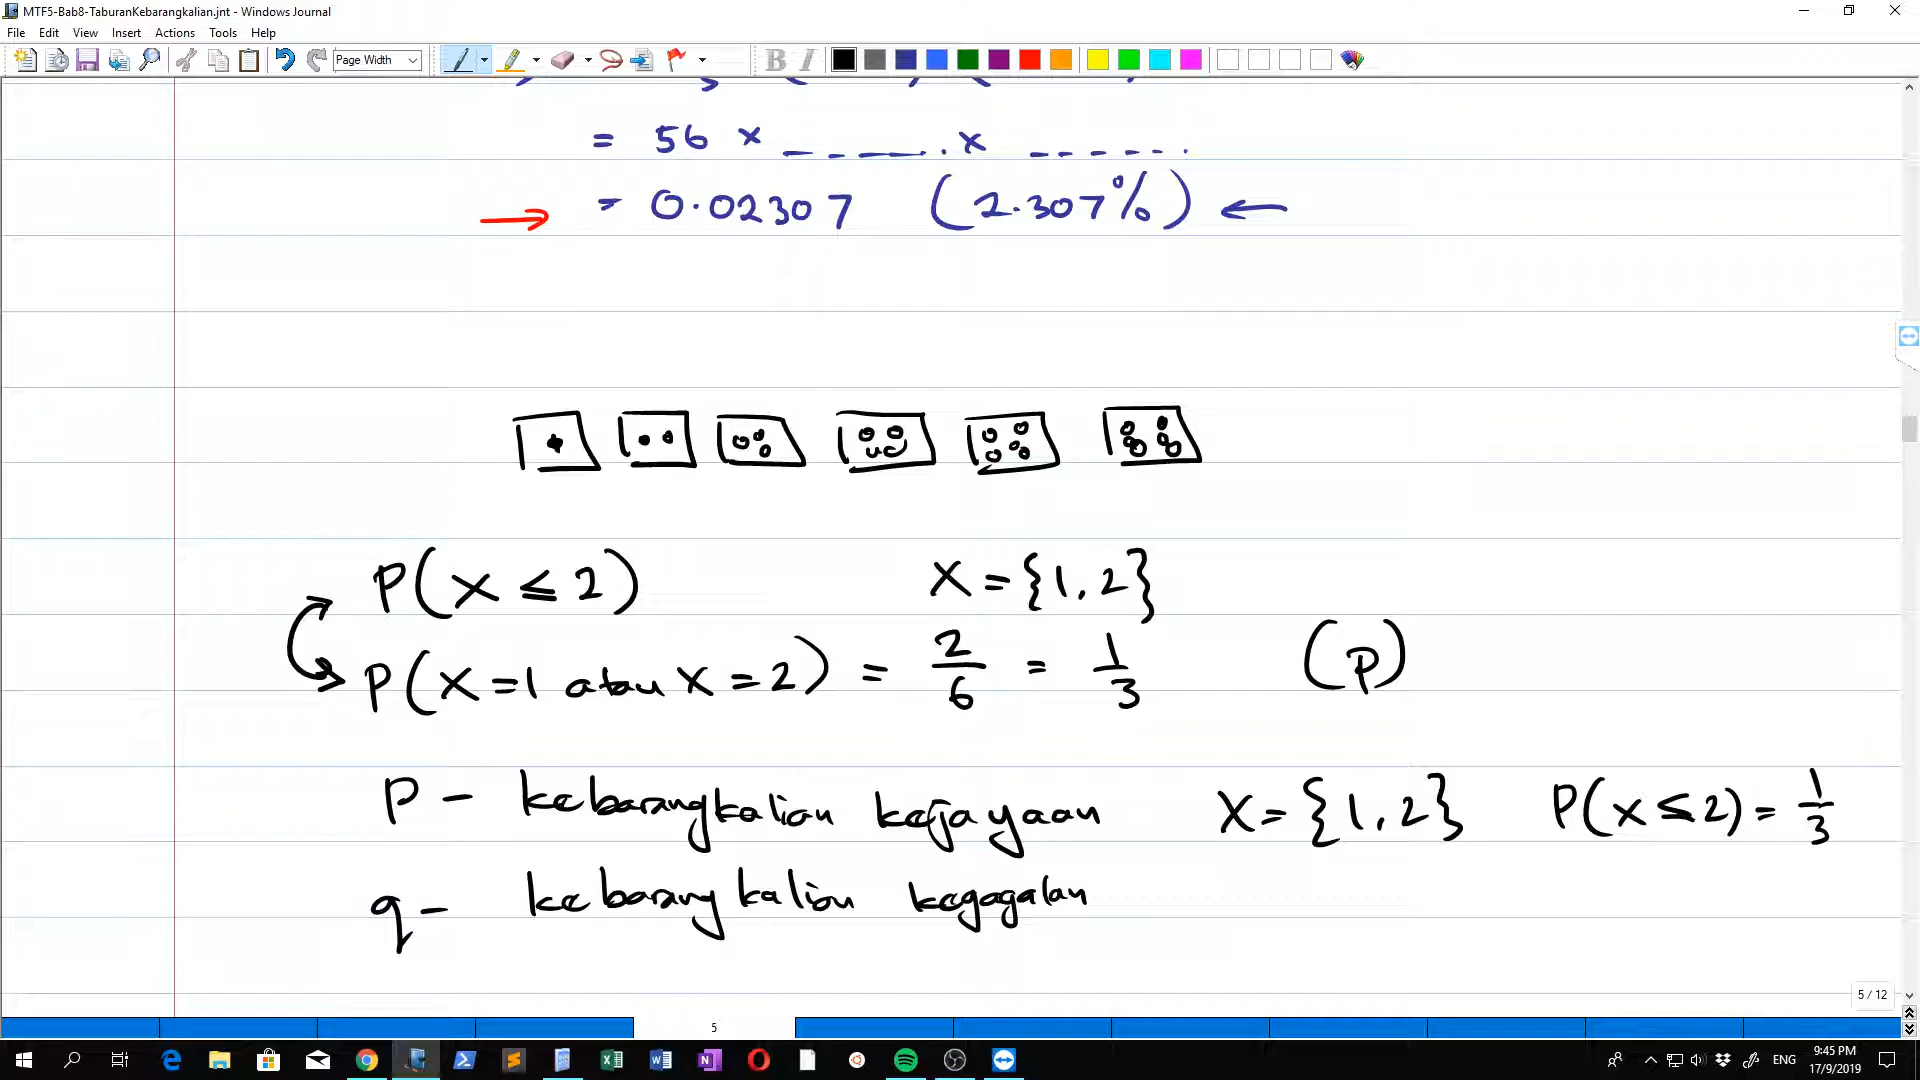 MTF5-Bab8-TaburanKebarangkalian.jnt - Windows Journal
File Edit View Insert Actions Tools Help
Page Width B I
= 56 x _ _ _ _ . x _ _ _ _ _ .
→ = 0.02307 (2.307%) ←
P(X ≤ 2) X = {1, 2}
P(X = 1 atau X = 2) = 2/6 = 1/3 (p)
P - kebarangkalian kejayaan X = {1, 2} P(X ≤ 2) = 1/3
q - kebarangkalian kegagalan
5 / 12
5
ENG 9:45 PM
17/9/2019